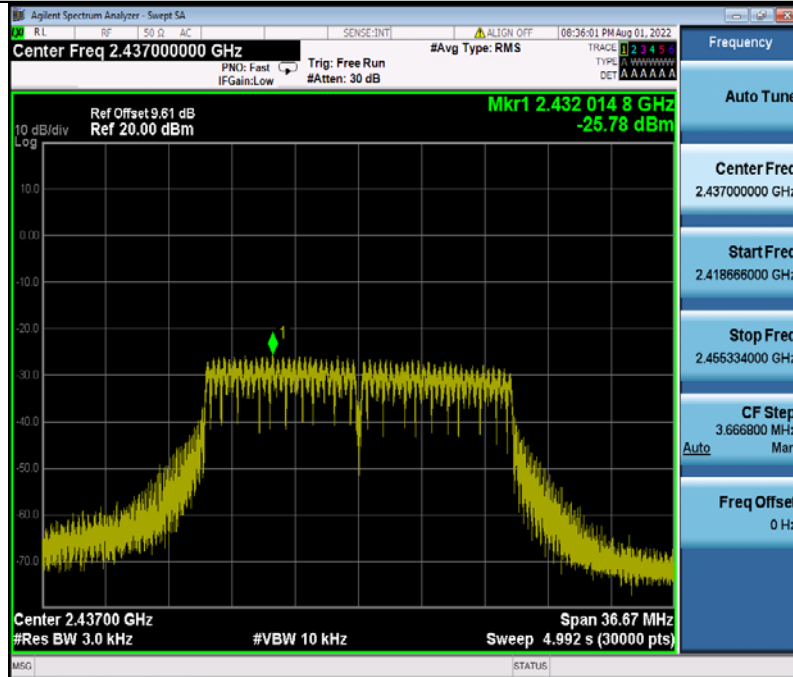 Agilent Spectrum Analyzer - Swept SA
RL RF 50 Ω AC SENSE:INT ALIGN OFF 08:36:01 PM Aug 01, 2022
Center Freq 2.437000000 GHz
#Avg Type: RMS
TRACE 1 2 3 4 5 6
PNO: Fast Trig: Free Run
TYPE A WWWWW
IFGain:Low #Atten: 30 dB
DET A A A A A A
Frequency
Auto Tune
Center Freq
2.437000000 GHz
Start Freq
2.418666000 GHz
Stop Freq
2.455334000 GHz
CF Step
3.666800 MHz
Auto Man
Freq Offset
0 Hz
Mkr1 2.432 014 8 GHz
-25.78 dBm
Ref Offset 9.61 dB
10 dB/div Ref 20.00 dBm
Log
10.0
0.00
-10.0
-20.0
1
-30.0
-40.0
-50.0
-60.0
-70.0
Center 2.43700 GHz Span 36.67 MHz
#Res BW 3.0 kHz #VBW 10 kHz Sweep 4.992 s (30000 pts)
MSG STATUS